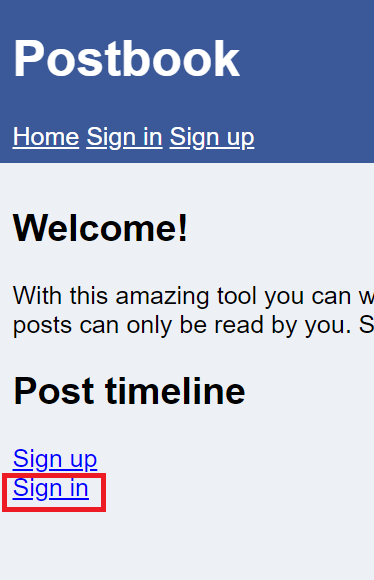 Postbook
Home Sign in Sign up
Welcome!
With this amazing tool you can
posts can only be read by you.
Post timeline
Sign up
Sign in